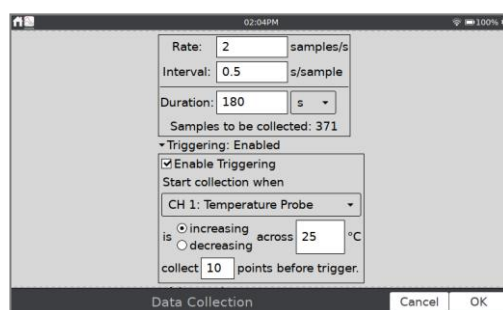 02:04PM 100%
Rate: 2 samples/s
Interval: 0.5 s/sample
Duration: 180 s
Samples to be collected: 371
Triggering: Enabled
Enable Triggering
Start collection when
CH 1: Temperature Probe
increasing
is across 25 °C
decreasing
collect 10 points before trigger.
Data Collection Cancel OK